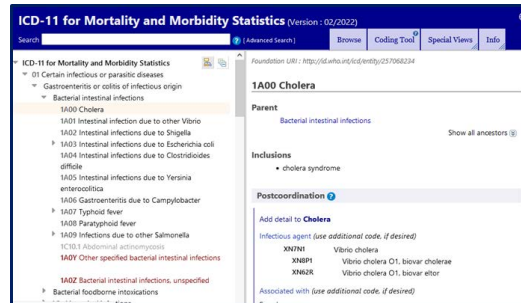 ICD-11 for Mortality and Morbidity Statistics (Version : 02/2022)
Search [ Advanced Search ] Browse Coding Tool Special Views Info
ICD-11 for Mortality and Morbidity Statistics
01 Certain infectious or parasitic diseases
Gastroenteritis or colitis of infectious origin
Bacterial intestinal infections
1A00 Cholera
1A01 Intestinal infection due to other Vibrio
1A02 Intestinal infections due to Shigella
1A03 Intestinal infections due to Escherichia coli
1A04 Intestinal infections due to Clostridioides
difficile
1A05 Intestinal infections due to Yersinia
enterocolitica
1A06 Gastroenteritis due to Campylobacter
1A07 Typhoid fever
1A08 Paratyphoid fever
1A09 Infections due to other Salmonella
1C10.1 Abdominal actinomycosis
1A0Y Other specified bacterial intestinal infections
1A0Z Bacterial intestinal infections, unspecified
Bacterial foodborne intoxications
Foundation URI : http://id.who.int/icd/entity/257068234
1A00 Cholera
Parent
Bacterial intestinal infections
Show all ancestors
Inclusions
• cholera syndrome
Postcoordination ?
Add detail to Cholera
Infectious agent (use additional code, if desired)
XN7N1 Vibrio cholera
XN8P1 Vibrio cholera O1, biovar cholerae
XN62R Vibrio cholera O1, biovar eltor
Associated with (use additional code, if desired)